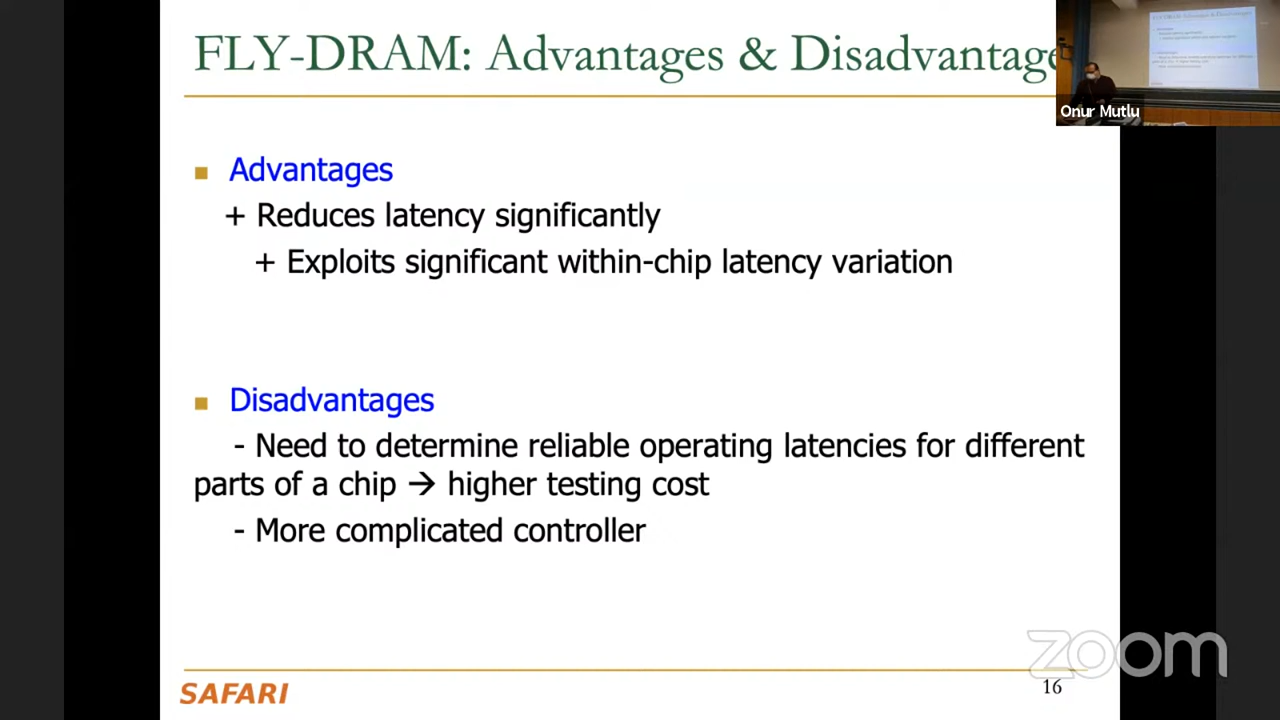 FLY-DRAM: Advantages & Disadvantage
Onur Mutlu
Advantages
+ Reduces latency significantly
+ Exploits significant within-chip latency variation
Disadvantages
- Need to determine reliable operating latencies for different
parts of a chip → higher testing cost
- More complicated controller
zoom
SAFARI
16